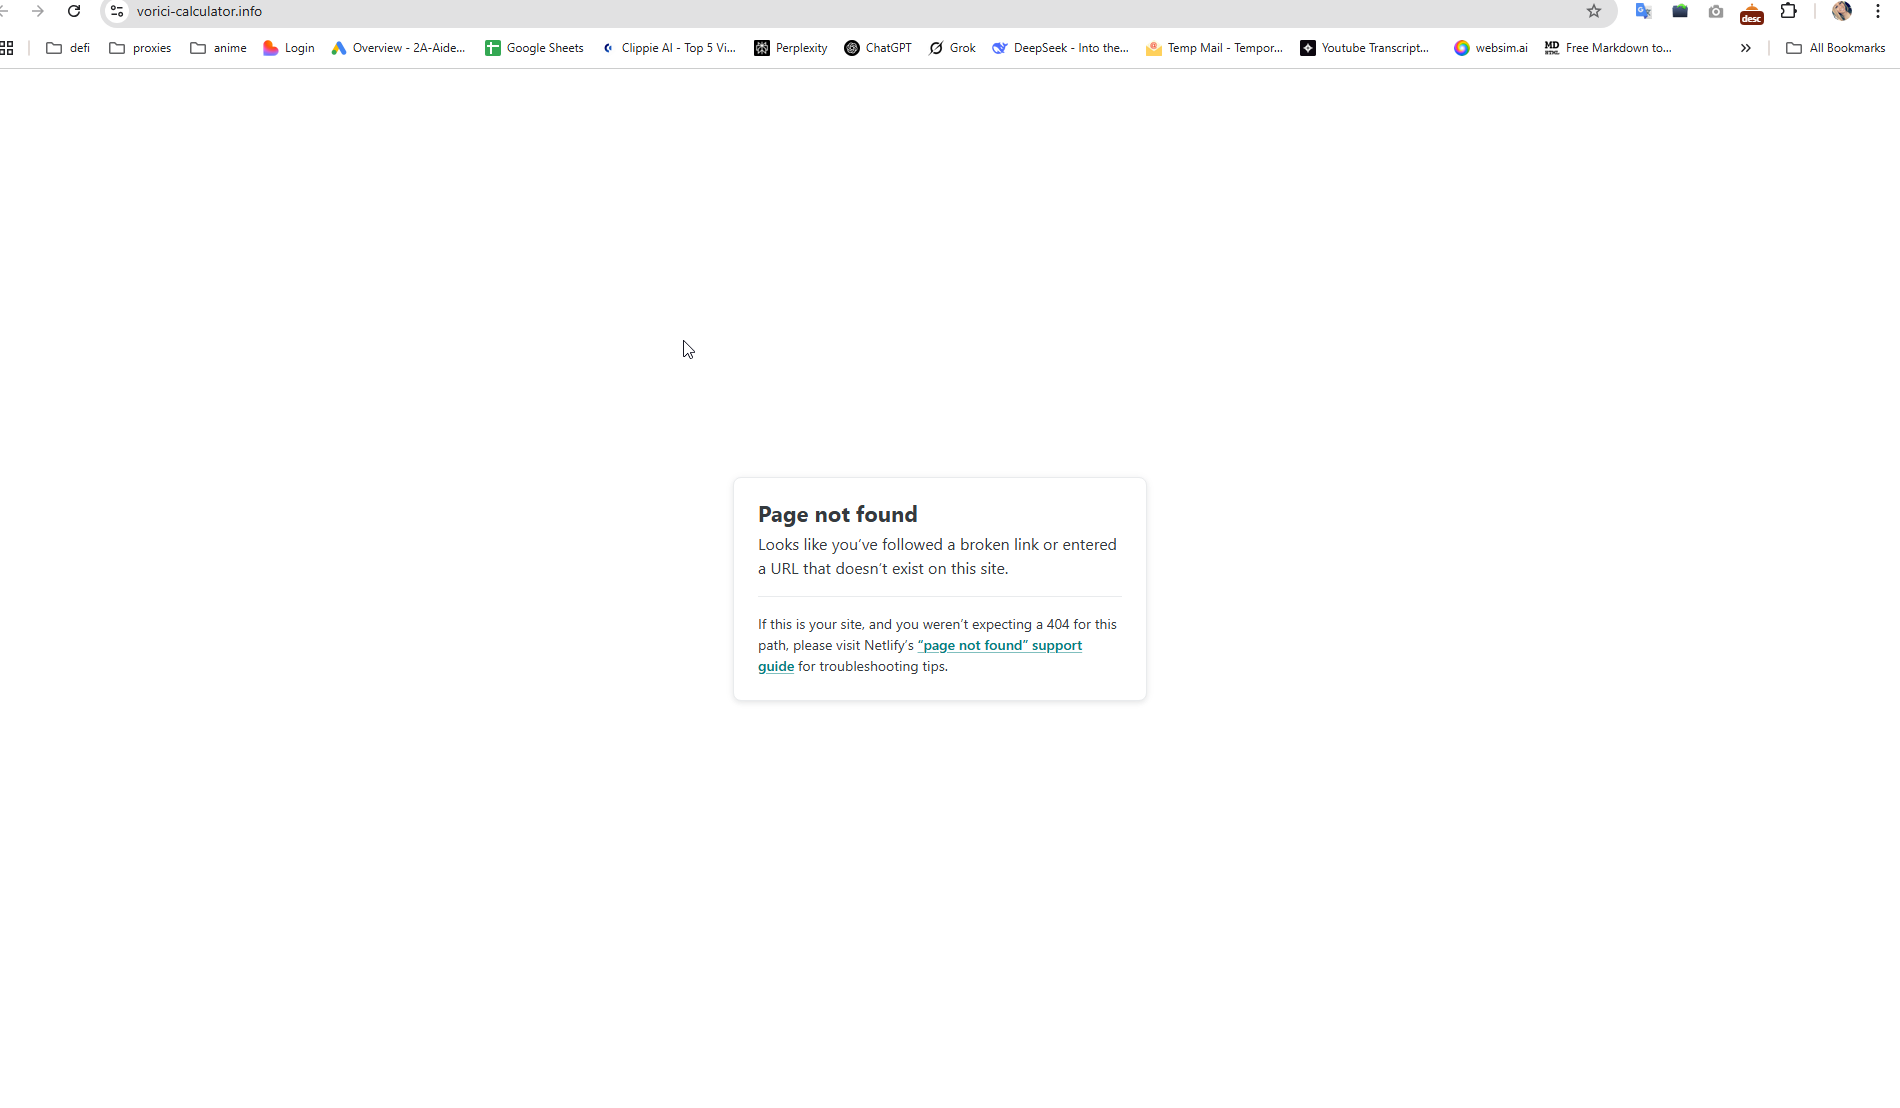 vorici-calculator.info
desc
defi
proxies
anime
Login
Overview - 2A-Aide...
Google Sheets
Clippie AI - Top 5 Vi...
Perplexity
ChatGPT
Grok
DeepSeek - Into the...
Temp Mail - Tempor...
Youtube Transcript...
websim.ai
MD
HTML
Free Markdown to...
»
All Bookmarks
Page not found
Looks like you’ve followed a broken link or entered
a URL that doesn’t exist on this site.
If this is your site, and you weren’t expecting a 404 for this
path, please visit Netlify’s “page not found” support
guide for troubleshooting tips.